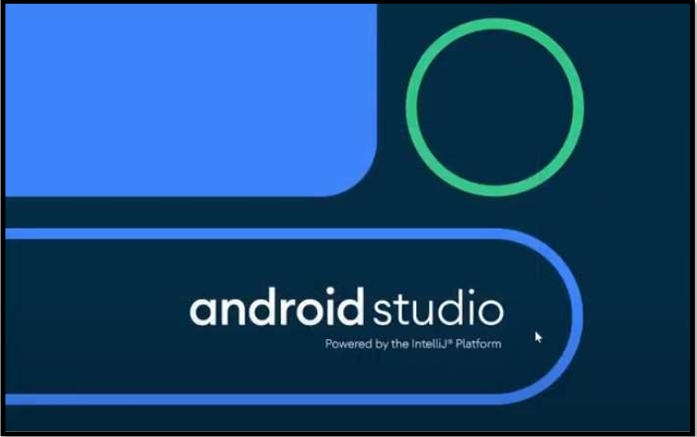 android studio
Powered by the IntelliJ® Platform